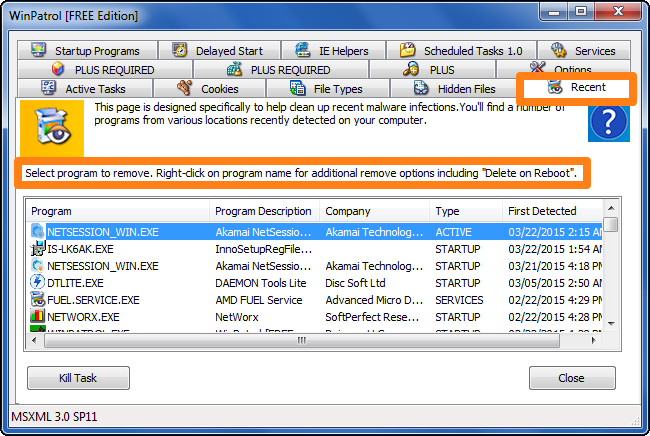 WinPatrol [FREE Edition]
Startup Programs Delayed Start IE Helpers Scheduled Tasks 1.0 Services
PLUS REQUIRED PLUS REQUIRED PLUS Options
Active Tasks Cookies File Types Hidden Files Recent
This page is designed specifically to help clean up recent malware infections.You'll find a number of
programs from various locations recently detected on your computer.
?
Select program to remove. Right-click on program name for additional remove options including "Delete on Reboot".
Program Program Description Company Type First Detected
NETSESSION_WIN.EXE Akamai NetSessio... Akamai Technolog... ACTIVE 03/22/2015 2:15 AM
IS-LK6AK.EXE InnoSetupRegFile... STARTUP 03/22/2015 1:54 AM
NETSESSION_WIN.EXE Akamai NetSessio... Akamai Technolog... STARTUP 03/21/2015 4:18 PM
DTLITE.EXE DAEMON Tools Lite Disc Soft Ltd STARTUP 03/05/2015 2:50 AM
FUEL.SERVICE.EXE AMD FUEL Service Advanced Micro D... SERVICES 02/22/2015 4:29 PM
NETWORX.EXE NetWorx SoftPerfect Rese... STARTUP 02/22/2015 4:28 PM
WINPATROL.EXE WinPatrol [FREE STARTUP
Kill Task Close
MSXML 3.0 SP11